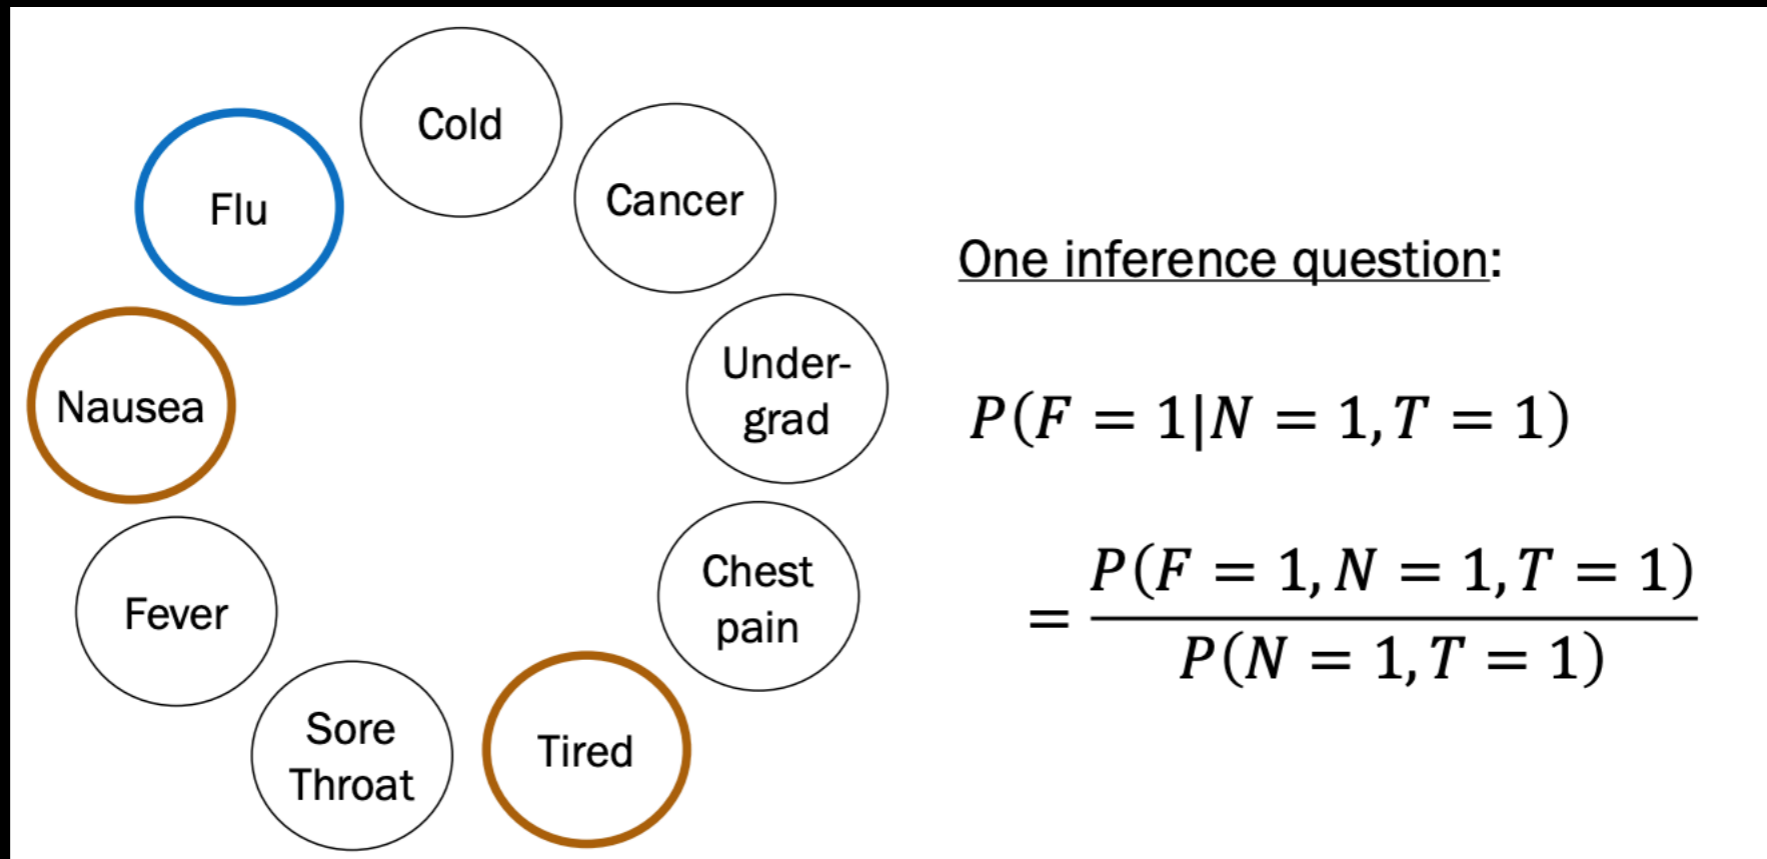 Cold
Flu
Cancer
One inference question:
Under-
grad
Nausea
P(F = 1|N = 1, T = 1)
Chest
pain
= P(F = 1, N = 1, T = 1)
P(N = 1, T = 1)
Fever
Sore
Throat
Tired